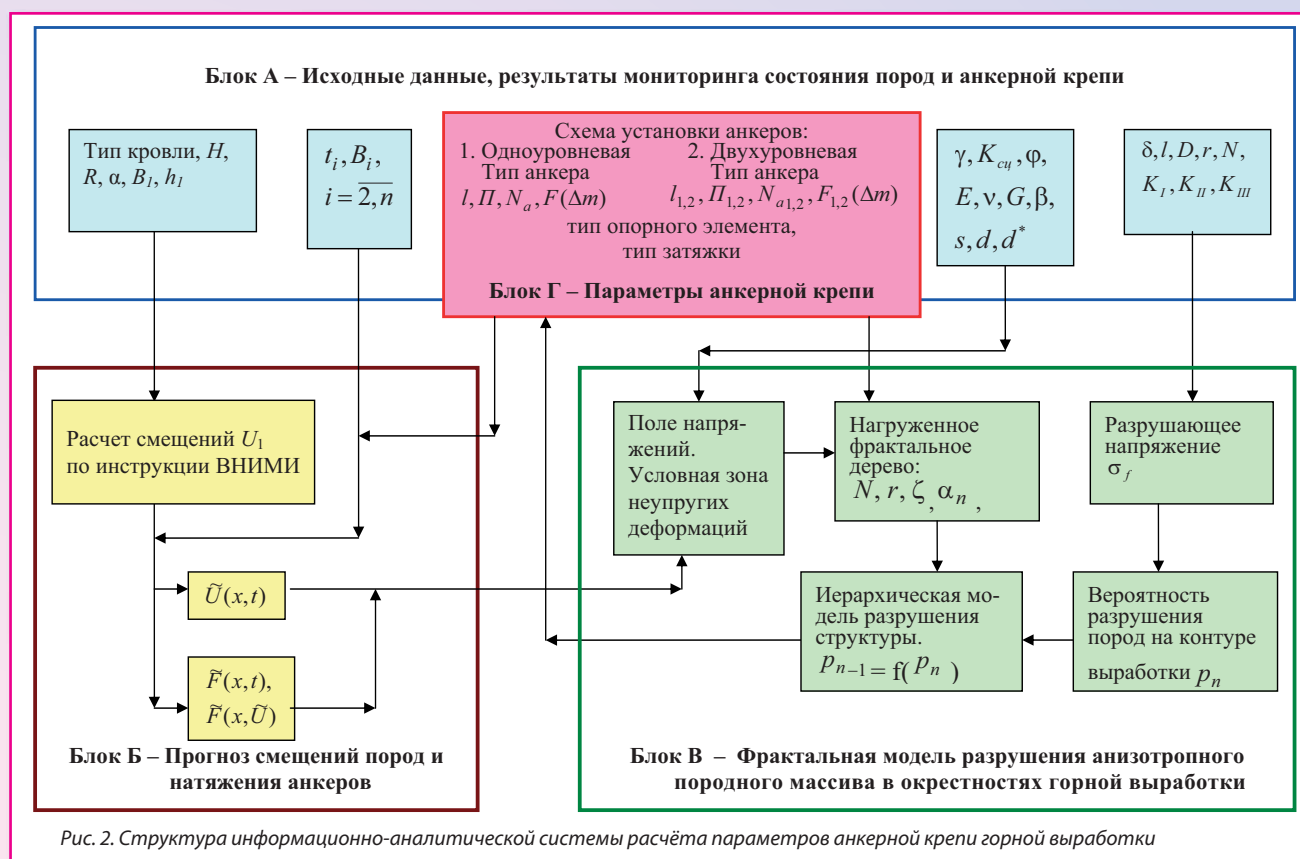 Блок А – Исходные данные, результаты мониторинга состояния пород и анкерной крепи
Тип кровли, H,
R, α, B₁, h₁
tᵢ, Bᵢ,
i = 2, n
Схема установки анкеров:
1. Одноуровневая 2. Двухуровневая
Тип анкера Тип анкера
l, П, Nₐ, F(Δm) l₁,₂, П₁,₂, Nₐ₁,₂, F₁,₂(Δm)
тип опорного элемента,
тип затяжки
Блок Г – Параметры анкерной крепи
γ, K_сц, φ,
E, ν, G, β,
s, d, d*
δ, l, D, r, N,
K_I, K_II, K_III
Расчет смещений U₁
по инструкции ВНИМИ
Ũ(x,t)
F̃(x,t),
F̃(x,Ũ)
Блок Б – Прогноз смещений пород и
натяжения анкеров
Поле напря-
жений.
Условная зона
неупругих
деформаций
Нагруженное
фрактальное
дерево:
N, r, ζ, αₙ,
Разрушающее
напряжение
σ_f
Иерархическая мо-
дель разрушения
структуры.
pₙ₋₁ = f(pₙ)
Вероятность
разрушения
пород на контуре
выработки pₙ
Блок В – Фрактальная модель разрушения анизотропного
породного массива в окрестностях горной выработки
Рис. 2. Структура информационно-аналитической системы расчёта параметров анкерной крепи горной выработки